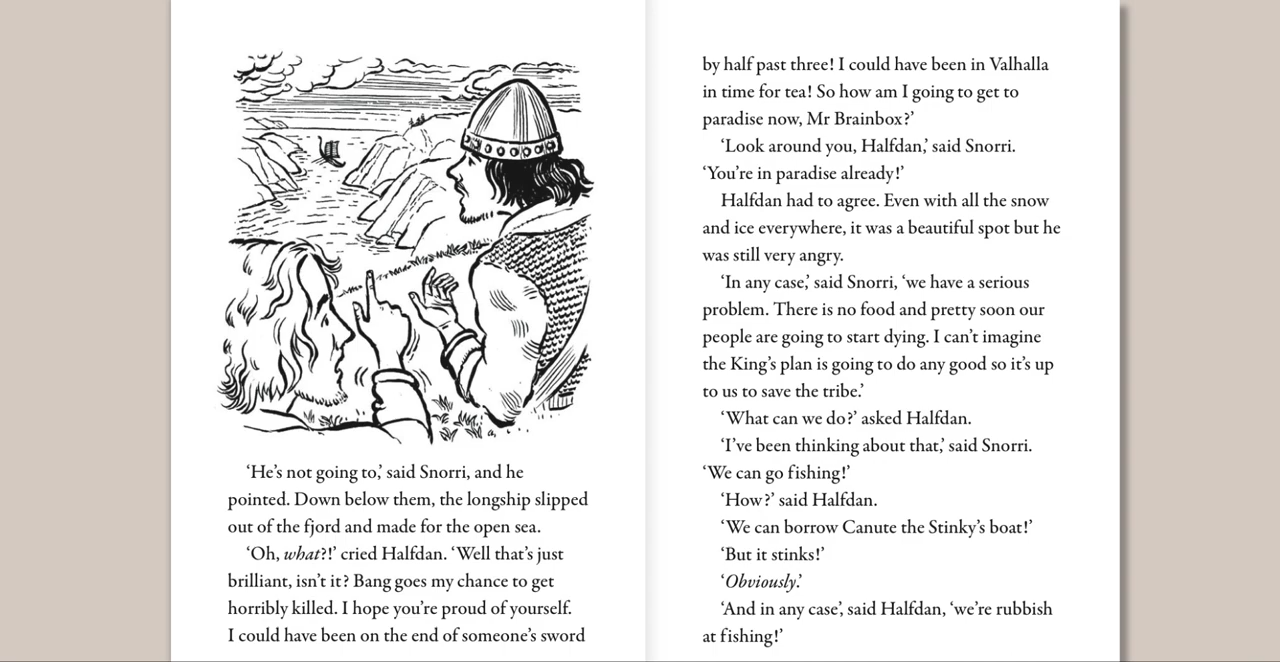 ‘He’s not going to,’ said Snorri, and he
pointed. Down below them, the longship slipped
out of the fjord and made for the open sea.
‘Oh, what?!’ cried Halfdan. ‘Well that’s just
brilliant, isn’t it? Bang goes my chance to get
horribly killed. I hope you’re proud of yourself.
I could have been on the end of someone’s sword
by half past three! I could have been in Valhalla
in time for tea! So how am I going to get to
paradise now, Mr Brainbox?’
‘Look around you, Halfdan,’ said Snorri.
‘You’re in paradise already!’
Halfdan had to agree. Even with all the snow
and ice everywhere, it was a beautiful spot but he
was still very angry.
‘In any case,’ said Snorri, ‘we have a serious
problem. There is no food and pretty soon our
people are going to start dying. I can’t imagine
the King’s plan is going to do any good so it’s up
to us to save the tribe.’
‘What can we do?’ asked Halfdan.
‘I’ve been thinking about that,’ said Snorri.
‘We can go fishing!’
‘How?’ said Halfdan.
‘We can borrow Canute the Stinky’s boat!’
‘But it stinks!’
‘Obviously.’
‘And in any case’, said Halfdan, ‘we’re rubbish
at fishing!’